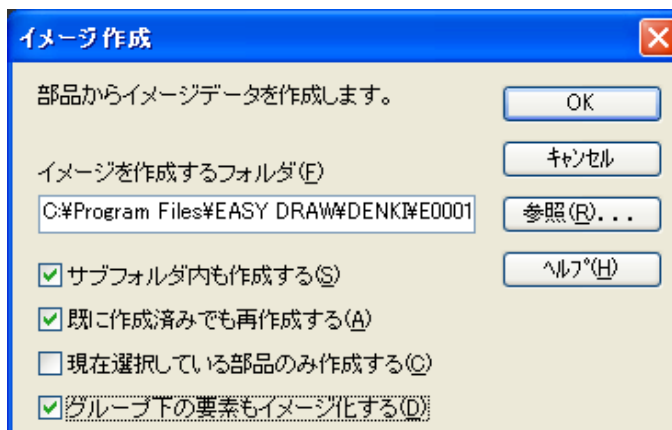 イメージ作成
部品からイメージデータを作成します。
OK
キャンセル
イメージを作成するフォルダ(F)
C:¥Program Files¥EASY DRAW¥DENKI¥E0001
参照(R)...
サブフォルダ内も作成する(S)
ヘルプ(H)
既に作成済みでも再作成する(A)
現在選択している部品のみ作成する(C)
グループ下の要素もイメージ化する(D)